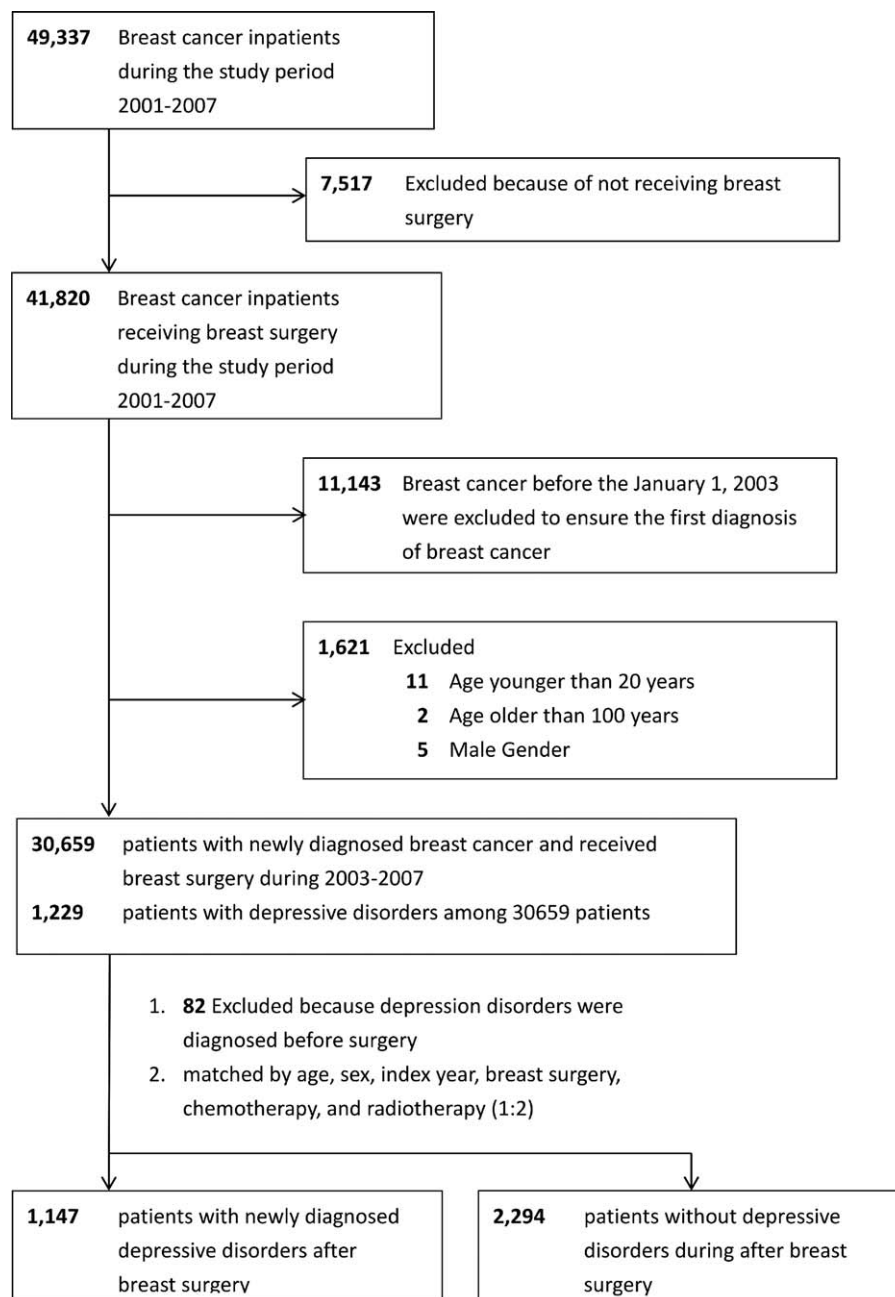 49,337 Breast cancer inpatients
during the study period
2001-2007
7,517 Excluded because of not receiving breast
surgery
41,820 Breast cancer inpatients
receiving breast surgery
during the study period
2001-2007
11,143 Breast cancer before the January 1, 2003
were excluded to ensure the first diagnosis
of breast cancer
1,621 Excluded
11 Age younger than 20 years
2 Age older than 100 years
5 Male Gender
30,659 patients with newly diagnosed breast cancer and received
breast surgery during 2003-2007
1,229 patients with depressive disorders among 30659 patients
1. 82 Excluded because depression disorders were
diagnosed before surgery
2. matched by age, sex, index year, breast surgery,
chemotherapy, and radiotherapy (1:2)
1,147 patients with newly diagnosed
depressive disorders after
breast surgery
2,294 patients without depressive
disorders during after breast
surgery